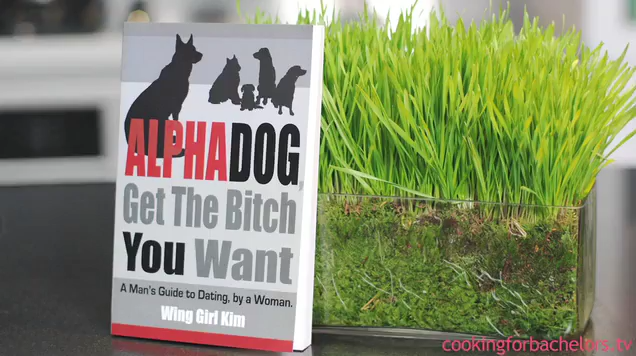 ALPHADOG,
Get The Bitch
You Want
A Man's Guide to Dating, by a Woman.
Wing Girl Kim
cookingforbachelors.tv